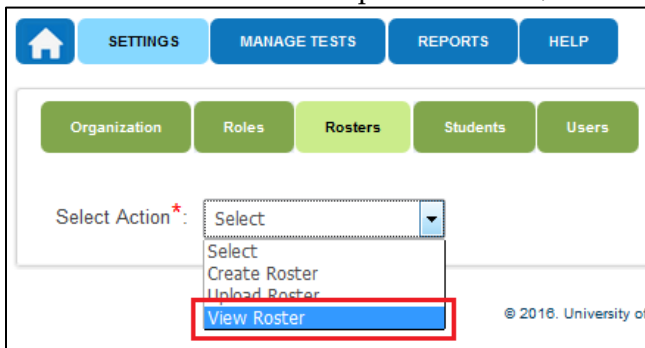 SETTINGS MANAGE TESTS REPORTS HELP
Organization Roles Rosters Students Users
Select Action*: Select
Select
Create Roster
Upload Roster
View Roster
© 2016. University of